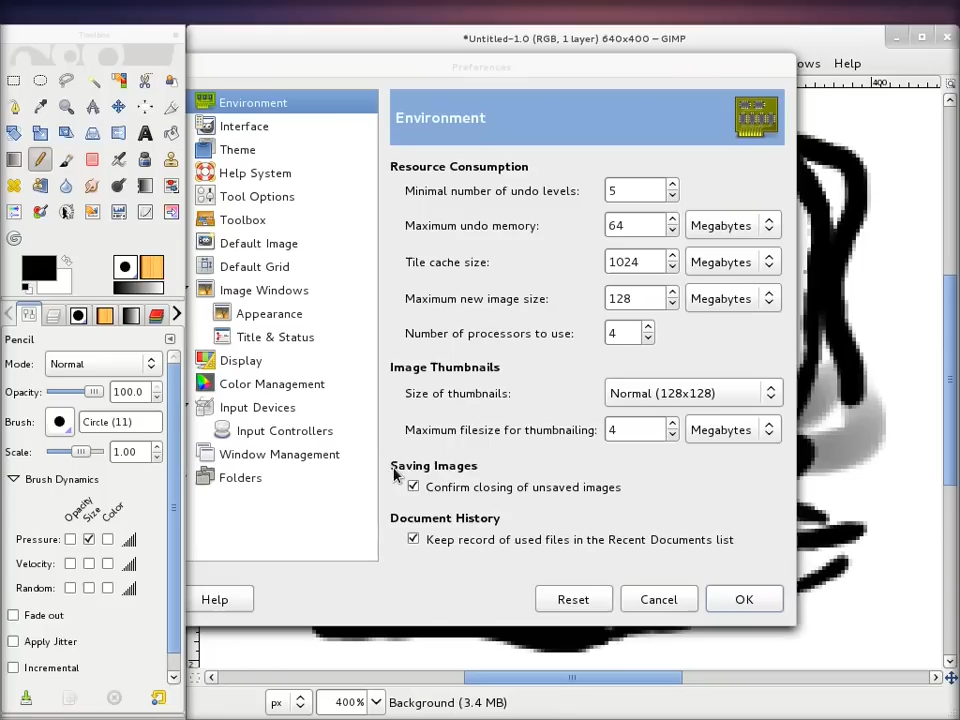 Toolbox
*Untitled-1.0 (RGB, 1 layer) 640x400 – GIMP
Preferences
ows Help
400
Environment
Interface
Theme
Help System
Tool Options
Toolbox
Default Image
Default Grid
Image Windows
Appearance
Title & Status
Display
Color Management
Input Devices
Input Controllers
Window Management
Folders
Environment
Resource Consumption
Minimal number of undo levels: 5
Maximum undo memory: 64 Megabytes
Tile cache size: 1024 Megabytes
Maximum new image size: 128 Megabytes
Number of processors to use: 4
Image Thumbnails
Size of thumbnails: Normal (128x128)
Maximum filesize for thumbnailing: 4 Megabytes
Saving Images
Confirm closing of unsaved images
Document History
Keep record of used files in the Recent Documents list
Help Reset Cancel OK
Pencil
Mode: Normal
Opacity: 100.0
Brush: Circle (11)
Scale: 1.00
Brush Dynamics
Opacity Size Color
Pressure:
Velocity:
Random:
Fade out
Apply Jitter
Incremental
px 400% Background (3.4 MB)